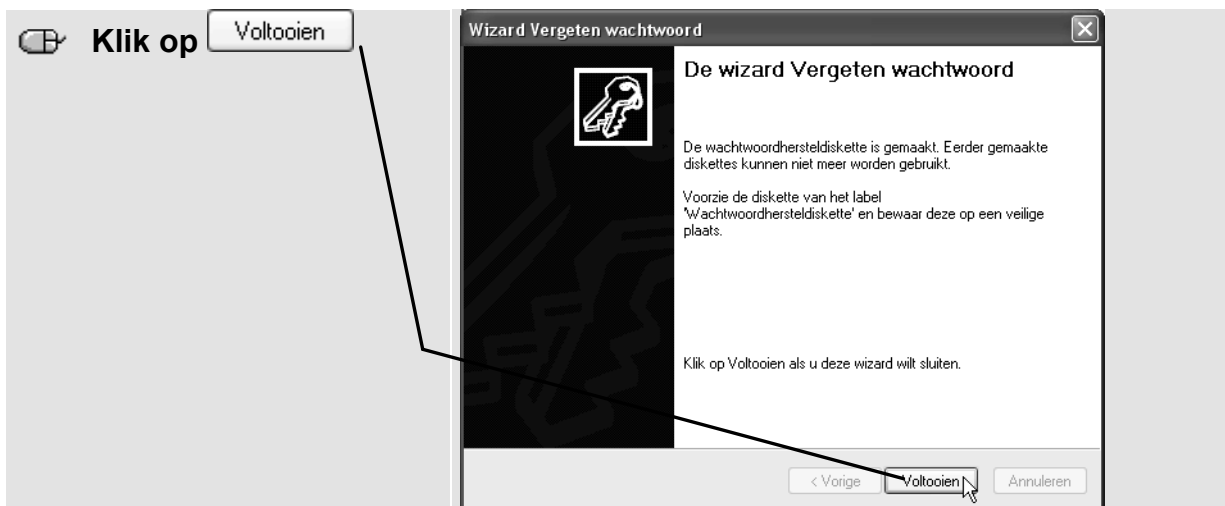 Klik op Voltooien
Wizard Vergeten wachtwoord
De wizard Vergeten wachtwoord
De wachtwoordhersteldiskette is gemaakt. Eerder gemaakte
diskettes kunnen niet meer worden gebruikt.
Voorzie de diskette van het label
'Wachtwoordhersteldiskette' en bewaar deze op een veilige
plaats.
Klik op Voltooien als u deze wizard wilt sluiten.
< Vorige Voltooien Annuleren